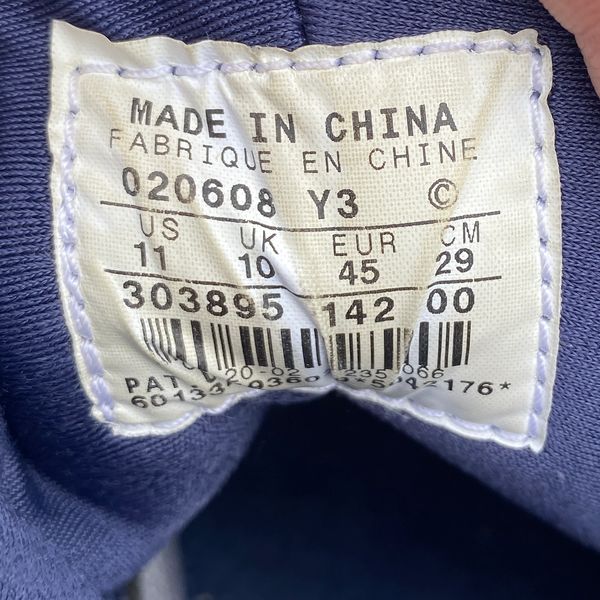 MADE IN CHINA
FABRIQUE EN CHINE
020608 Y3 ©
US UK EUR CM
11 10 45 29
303895 142 00
PAT